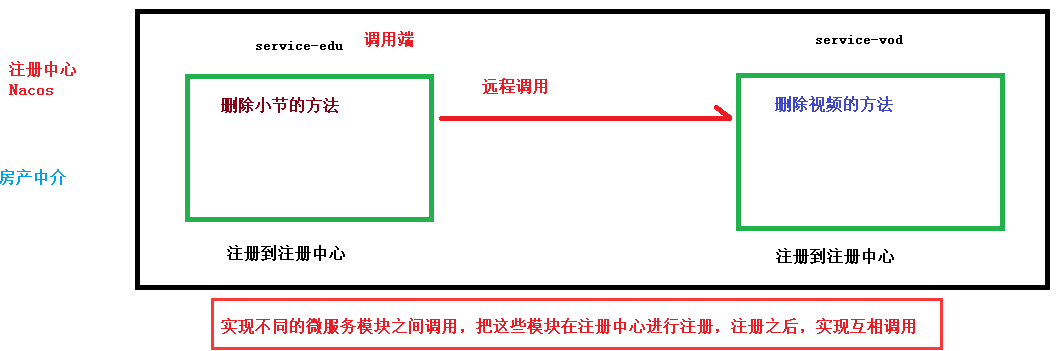 service-edu 调用端
service-vod
注册中心
Nacos
远程调用
删除小节的方法
删除视频的方法
房产中介
注册到注册中心
注册到注册中心
实现不同的微服务模块之间调用，把这些模块在注册中心进行注册，注册之后，实现互相调用